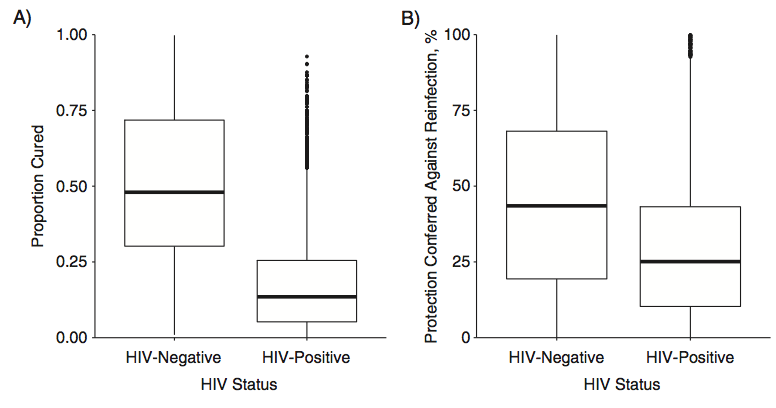 A)
Proportion Cured
1.00
0.75
0.50
0.25
0.00
HIV-Negative HIV-Positive
HIV Status
B)
Protection Conferred Against Reinfection, %
100
75
50
25
0
HIV-Negative HIV-Positive
HIV Status